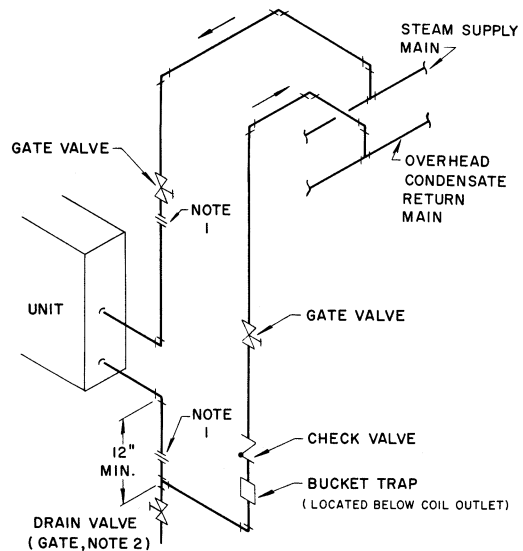 STEAM SUPPLY
MAIN
GATE VALVE
OVERHEAD
CONDENSATE
RETURN
MAIN
NOTE
1
UNIT
GATE VALVE
NOTE
1
12"
MIN.
CHECK VALVE
BUCKET TRAP
(LOCATED BELOW COIL OUTLET)
DRAIN VALVE
(GATE, NOTE 2)